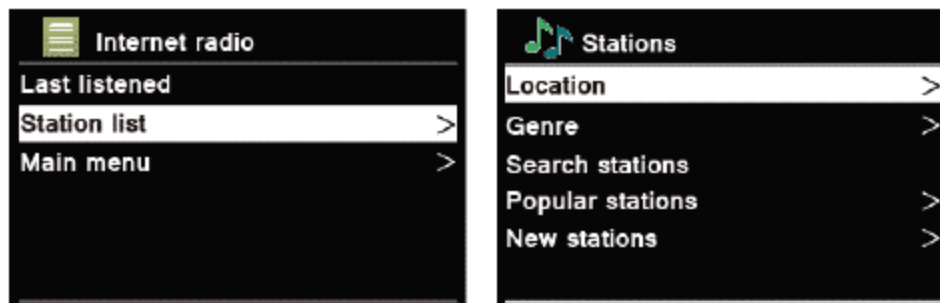 Internet radio
Last listened
Station list >
Main menu >
Stations
Location >
Genre >
Search stations
Popular stations >
New stations >